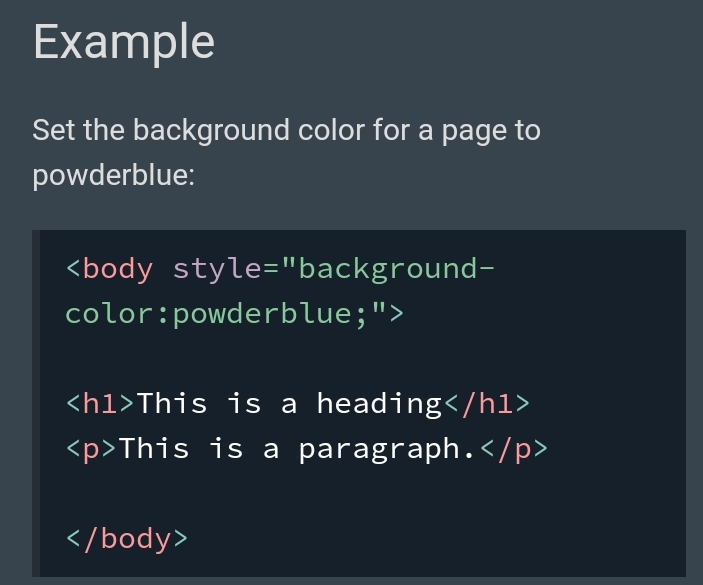 Example
Set the background color for a page to
powderblue:
<body style="background-
color:powderblue;">
<h1>This is a heading</h1>
<p>This is a paragraph.</p>
</body>